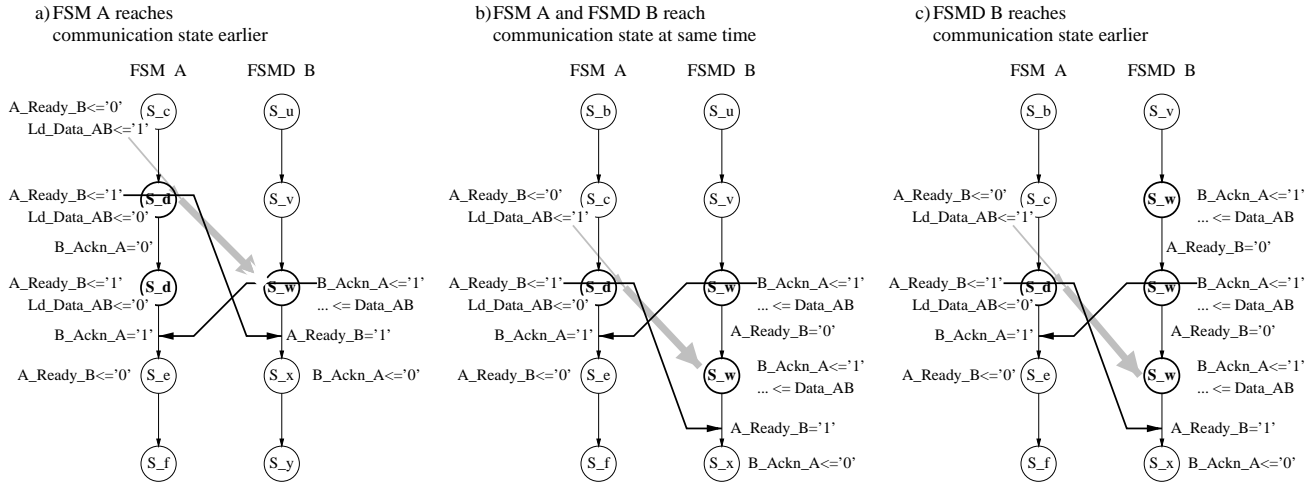 a) FSM A reaches
communication state earlier
FSM A
FSMD B
A_Ready_B<='0'
S_c
S_u
Ld_Data_AB<='1'
A_Ready_B<='1'
S_d
S_v
Ld_Data_AB<='0'
B_Ackn_A='0'
A_Ready_B<='1'
S_d
S_w
B_Ackn_A<='1'
Ld_Data_AB<='0'
... <= Data_AB
B_Ackn_A='1'
A_Ready_B='1'
A_Ready_B<='0'
S_e
S_x
B_Ackn_A<='0'
S_f
S_y
b) FSM A and FSMD B reach
communication state at same time
FSM A
FSMD B
S_b
S_u
A_Ready_B<='0'
S_c
S_v
Ld_Data_AB<='1'
A_Ready_B<='1'
S_d
S_w
B_Ackn_A<='1'
Ld_Data_AB<='0'
... <= Data_AB
B_Ackn_A='1'
A_Ready_B='0'
A_Ready_B<='0'
S_e
S_w
B_Ackn_A<='1'
... <= Data_AB
A_Ready_B='1'
S_f
S_x
B_Ackn_A<='0'
c) FSMD B reaches
communication state earlier
FSM A
FSMD B
S_b
S_v
A_Ready_B<='0'
S_c
S_w
B_Ackn_A<='1'
Ld_Data_AB<='1'
... <= Data_AB
A_Ready_B='0'
A_Ready_B<='1'
S_d
S_w
B_Ackn_A<='1'
Ld_Data_AB<='0'
... <= Data_AB
B_Ackn_A='1'
A_Ready_B='0'
A_Ready_B<='0'
S_e
S_w
B_Ackn_A<='1'
... <= Data_AB
A_Ready_B='1'
S_f
S_x
B_Ackn_A<='0'